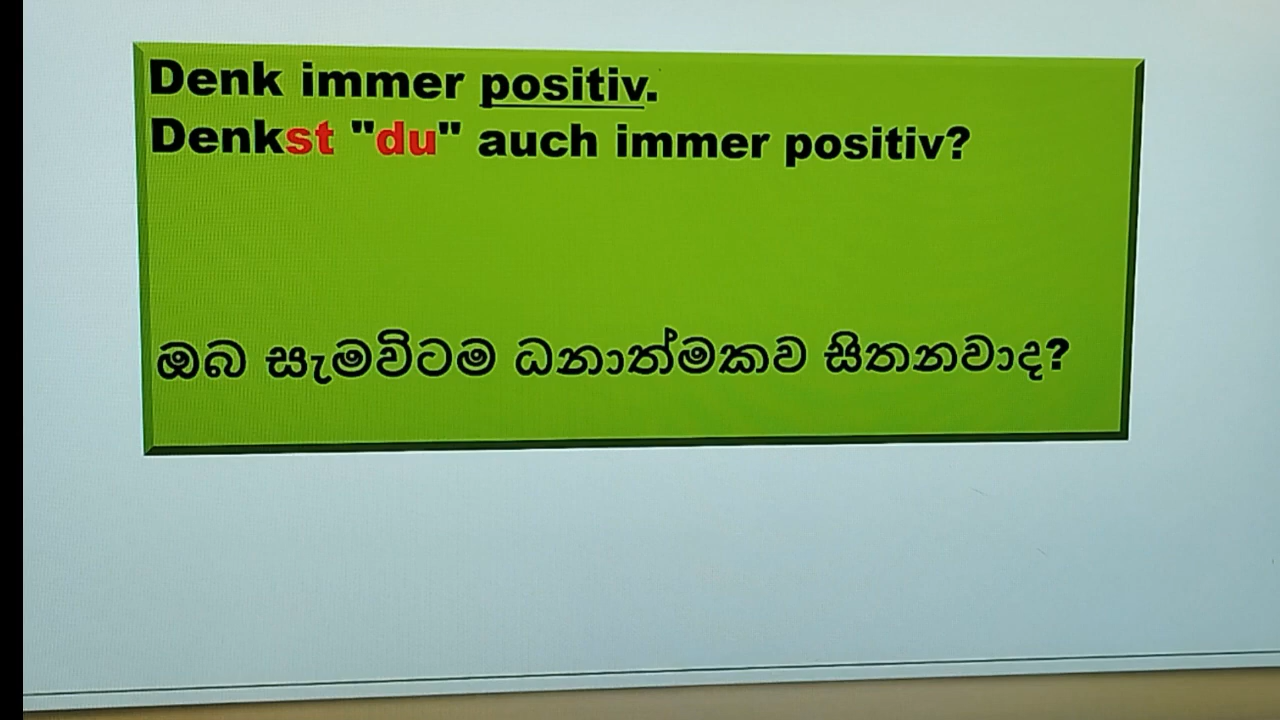 Denk immer positiv.
Denkst "du" auch immer positiv?
ඔබ සැමවිටම ධනාත්මකව සිතනවාද?